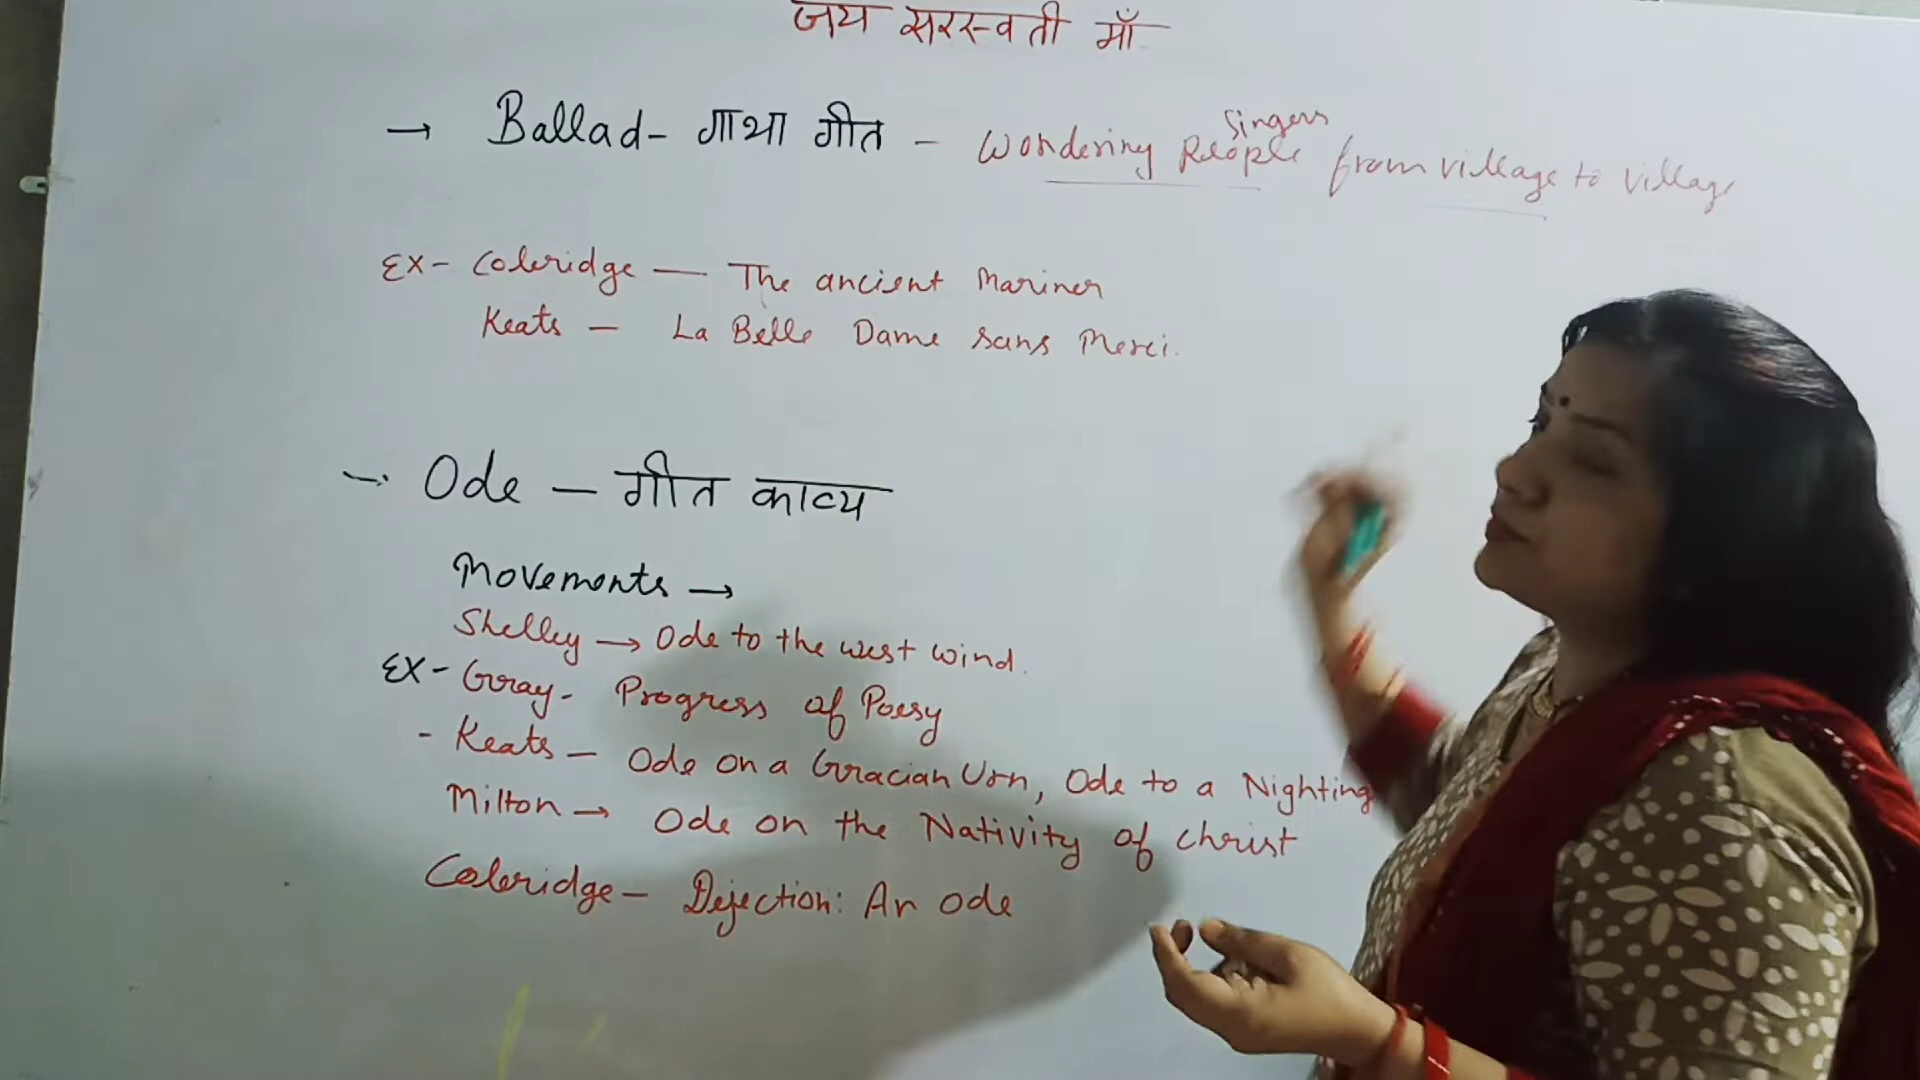 जय सरस्वती माँ
→ Ballad - गाथा गीत - Wondering People Singers from village to village
Ex - Coleridge — The ancient Mariner
Keats — La Belle Dame sans Merci.
→ Ode — गीत काव्य
Movements →
Shelley → Ode to the west wind.
Ex - Gray - Progress of Poesy
- Keats — Ode on a Gracian Urn, Ode to a Nighting
Milton → Ode on the Nativity of christ
Coleridge — Dejection: An ode